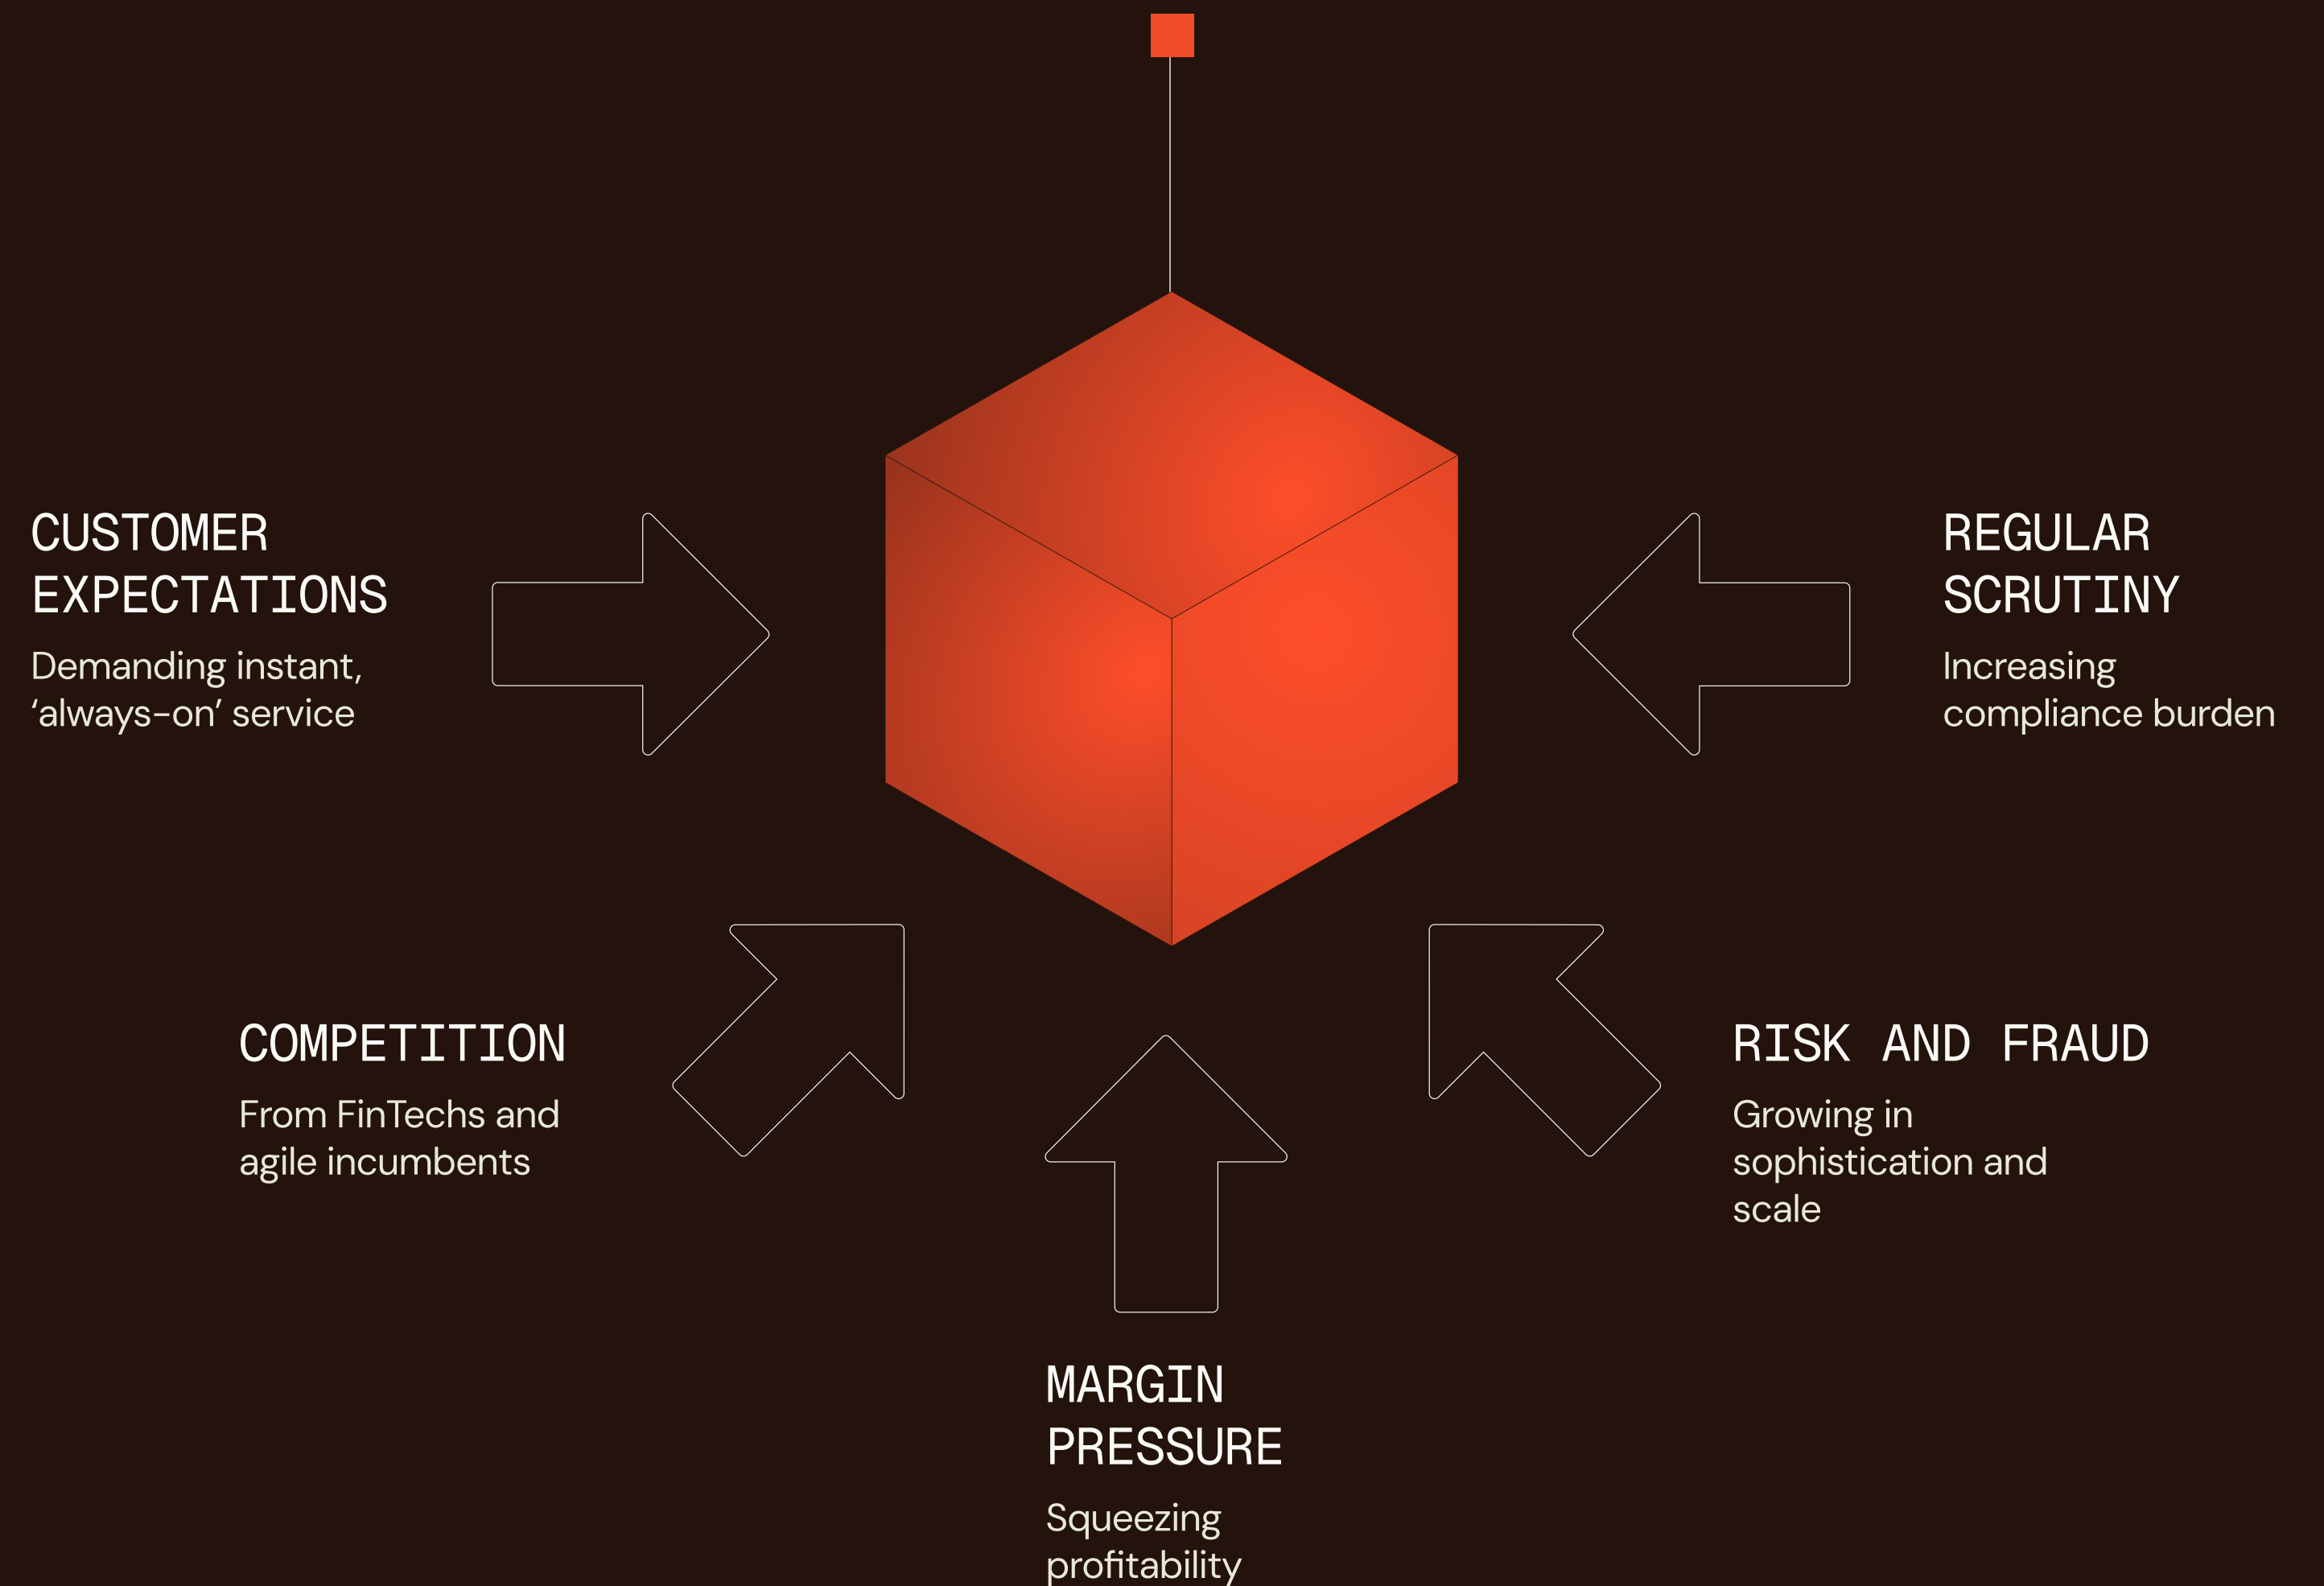 CUSTOMER
EXPECTATIONS
Demanding instant,
‘always-on’ service
REGULAR
SCRUTINY
Increasing
compliance burden
COMPETITION
From FinTechs and
agile incumbents
RISK AND FRAUD
Growing in
sophistication and
scale
MARGIN
PRESSURE
Squeezing
profitability